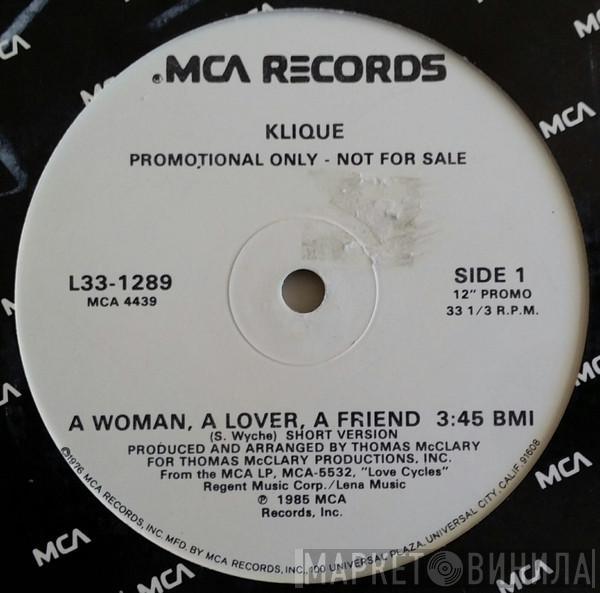 MCA RECORDS
KLIQUE
PROMOTIONAL ONLY - NOT FOR SALE
L33-1289
MCA 4439
SIDE 1
12" PROMO
33 1/3 R.P.M.
A WOMAN, A LOVER, A FRIEND 3:45 BMI
(S. Wyche) SHORT VERSION
PRODUCED AND ARRANGED BY THOMAS McCLARY
FOR THOMAS McCLARY PRODUCTIONS, INC.
From the MCA LP, MCA-5532, "Love Cycles"
Regent Music Corp./Lena Music
℗ 1985 MCA
Records, Inc.
©1976 MCA RECORDS, INC. MFD. BY MCA RECORDS, INC., 100 UNIVERSAL PLAZA, UNIVERSAL CITY, CALIF. 91608
MCA
MCA
MCA
MCA
MCA
MCA
МАРКЕТ ВИНИЛА